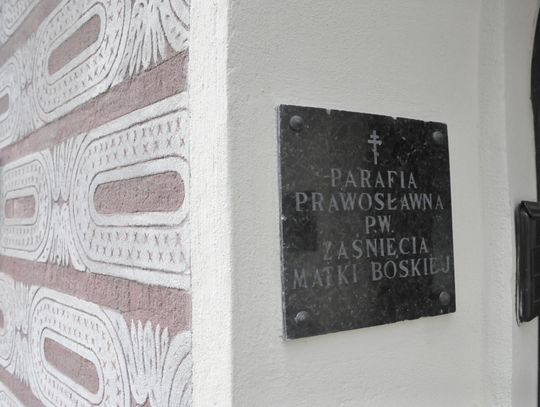 PARAFIA
PRAWOSŁAWNA
P.W.
ZAŚNIĘCIA
MATKI BOSKIEJ